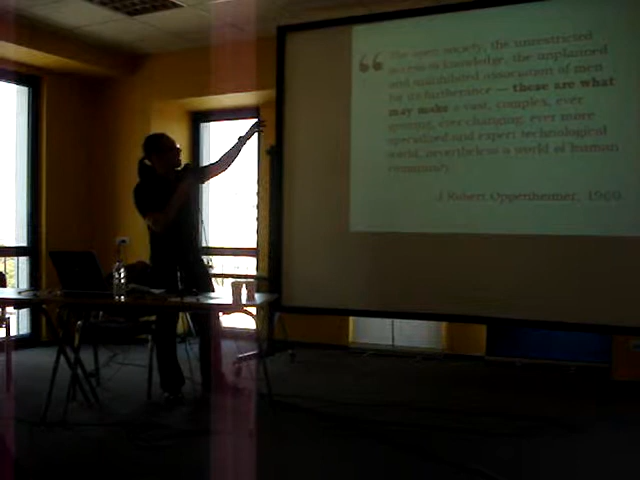 “ The open society, the unrestricted
access to knowledge, the unplanned
and uninhibited association of men
for its furtherance — these are what
may make a vast, complex, ever
growing, ever changing, ever more
specialized and expert technological
world, nevertheless a world of human
community
J Robert Oppenheimer,